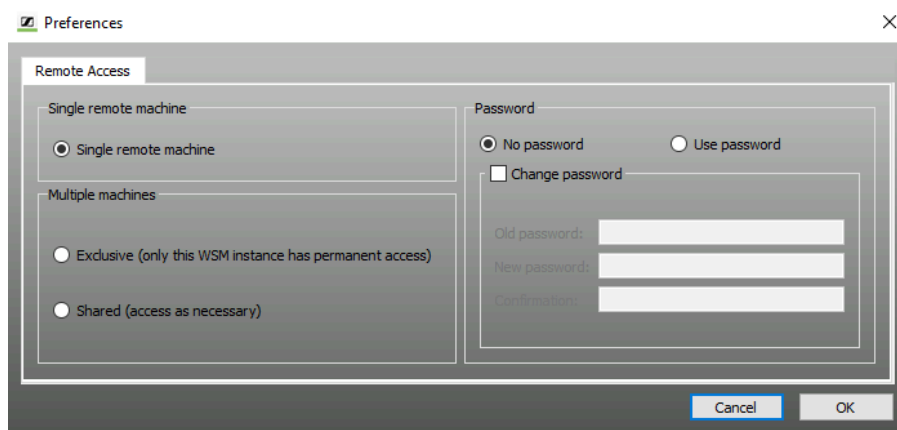 Preferences
Remote Access
Single remote machine
Single remote machine
Multiple machines
Exclusive (only this WSM instance has permanent access)
Shared (access as necessary)
Password
No password
Use password
Change password
Old password:
New password:
Confirmation:
Cancel
OK